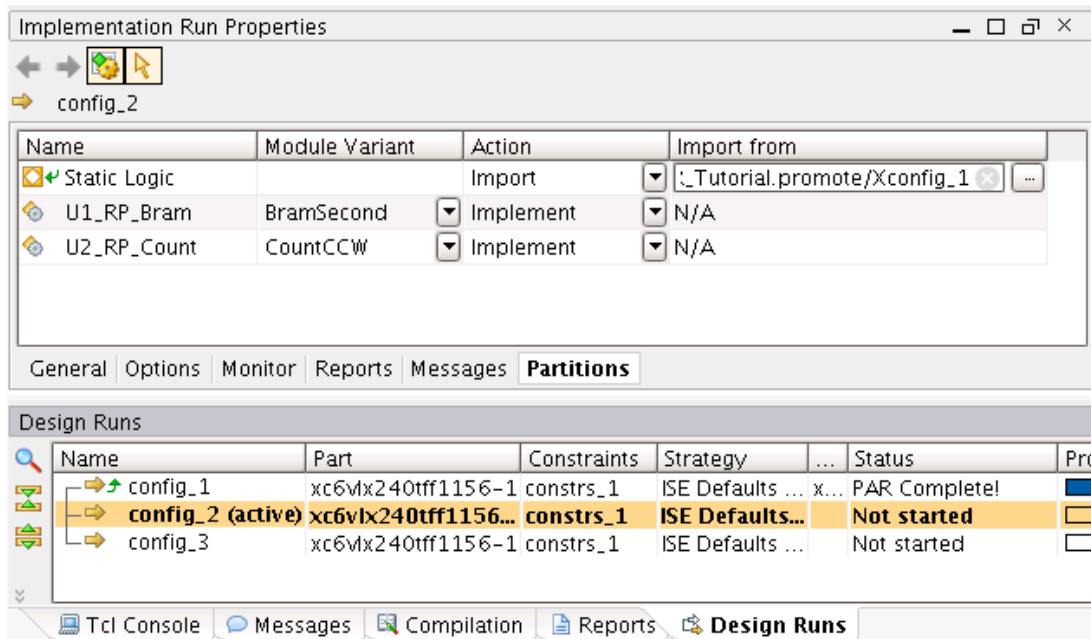 Implementation Run Properties
config_2
Name Module Variant Action Import from
Static Logic Import :_Tutorial.promote/Xconfig_1 ...
U1_RP_Bram BramSecond Implement N/A
U2_RP_Count CountCCW Implement N/A
General Options Monitor Reports Messages Partitions
Design Runs
Name Part Constraints Strategy ... Status Pro
config_1 xc6vlx240tff1156-1 constrs_1 ISE Defaults ... x... PAR Complete!
config_2 (active) xc6vlx240tff1156... constrs_1 ISE Defaults... Not started
config_3 xc6vlx240tff1156-1 constrs_1 ISE Defaults ... Not started
Tcl Console Messages Compilation Reports Design Runs